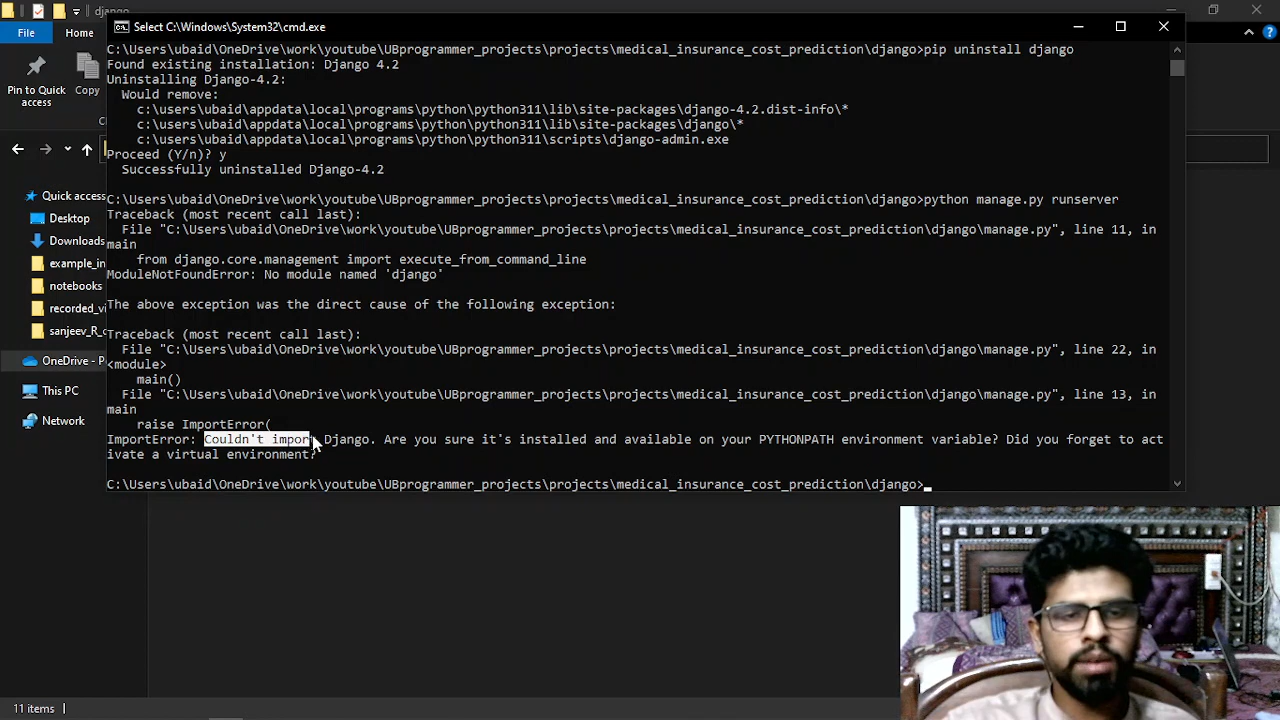 django
Select C:\Windows\System32\cmd.exe
File
Home
Pin to Quick
access
Copy
C:\Users\ubaid\OneDrive\work\youtube\UBprogrammer_projects\projects\medical_insurance_cost_prediction\django>pip uninstall django
Found existing installation: Django 4.2
Uninstalling Django-4.2:
Would remove:
c:\users\ubaid\appdata\local\programs\python\python311\lib\site-packages\django-4.2.dist-info\*
c:\users\ubaid\appdata\local\programs\python\python311\lib\site-packages\django\*
c:\users\ubaid\appdata\local\programs\python\python311\scripts\django-admin.exe
Proceed (Y/n)? y
Successfully uninstalled Django-4.2
C:\Users\ubaid\OneDrive\work\youtube\UBprogrammer_projects\projects\medical_insurance_cost_prediction\django>python manage.py runserver
Traceback (most recent call last):
File "C:\Users\ubaid\OneDrive\work\youtube\UBprogrammer_projects\projects\medical_insurance_cost_prediction\django\manage.py", line 11, in
main
from django.core.management import execute_from_command_line
ModuleNotFoundError: No module named 'django'
The above exception was the direct cause of the following exception:
Traceback (most recent call last):
File "C:\Users\ubaid\OneDrive\work\youtube\UBprogrammer_projects\projects\medical_insurance_cost_prediction\django\manage.py", line 22, in
<module>
main()
File "C:\Users\ubaid\OneDrive\work\youtube\UBprogrammer_projects\projects\medical_insurance_cost_prediction\django\manage.py", line 13, in
main
raise ImportError(
ImportError: Couldn't import Django. Are you sure it's installed and available on your PYTHONPATH environment variable? Did you forget to act
ivate a virtual environment?
C:\Users\ubaid\OneDrive\work\youtube\UBprogrammer_projects\projects\medical_insurance_cost_prediction\django>
Quick access
Desktop
Downloads
example_in
notebooks
recorded_vi
sanjeev_R_c
OneDrive - P
This PC
Network
11 items